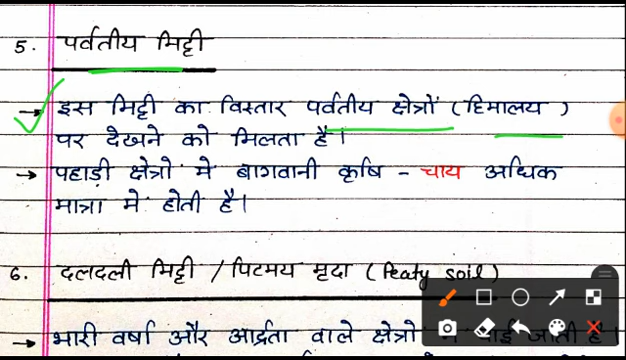 5. पर्वतीय मिट्टी
→ इस मिट्टी का विस्तार पर्वतीय क्षेत्रों (हिमालय)
पर देखने को मिलता है।
→ पहाड़ी क्षेत्रो मे बागवानी कृषि - चाय अधिक
मात्रा मे होती है।
6. दलदली मिट्टी / पिटमय मृदा (Peaty soil)
→ भारी वर्षा और आर्द्रता वाले क्षेत्रो